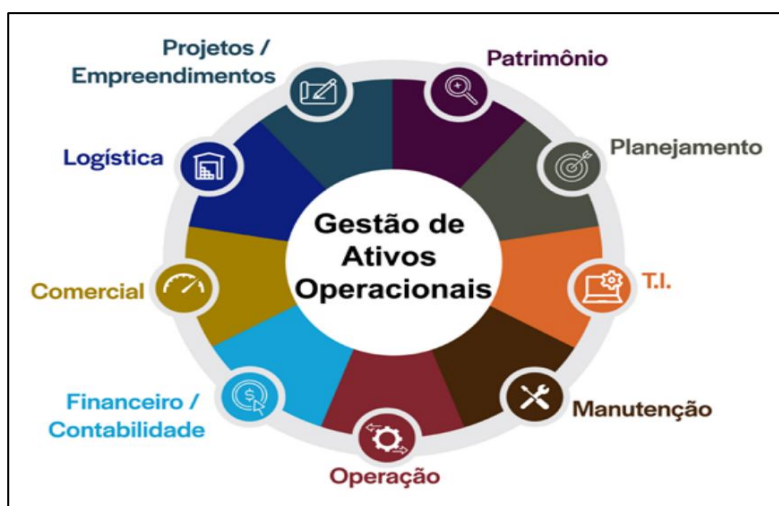 Projetos /
Empreendimentos
Patrimônio
Logística
Planejamento
Gestão de
Ativos
Operacionais
Comercial
T.I.
Financeiro /
Contabilidade
Manutenção
Operação
$